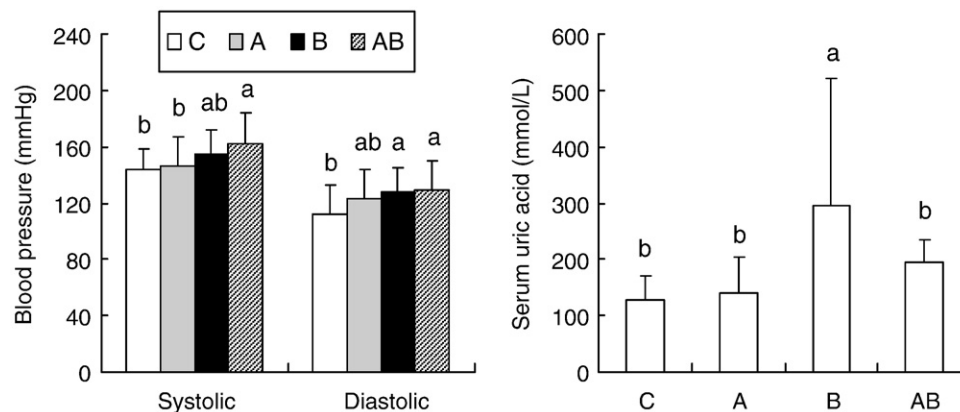 240
200
160
120
80
40
0
Blood pressure (mmHg)
C A B AB
b b ab a
b ab a a
Systolic Diastolic
600
500
400
300
200
100
0
Serum uric acid (mmol/L)
b b a b
C A B AB